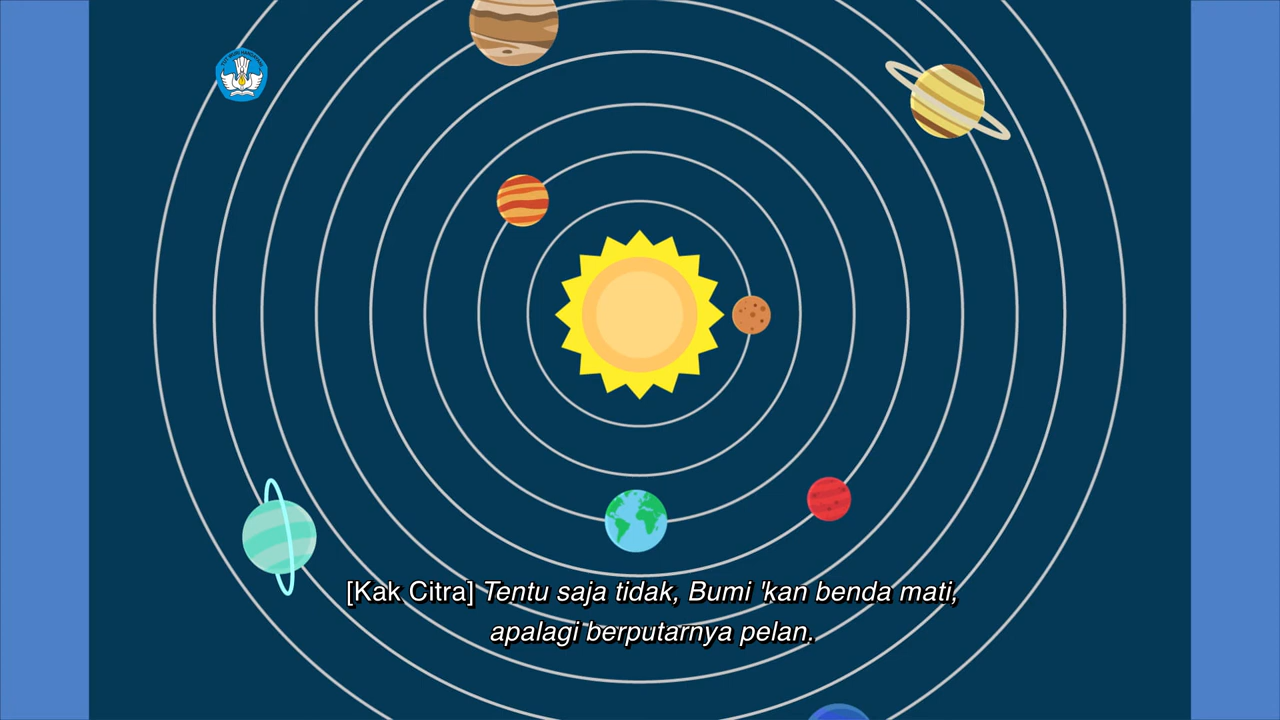 [Kak Citra] Tentu saja tidak, Bumi 'kan benda mati,
apalagi berputarnya pelan.